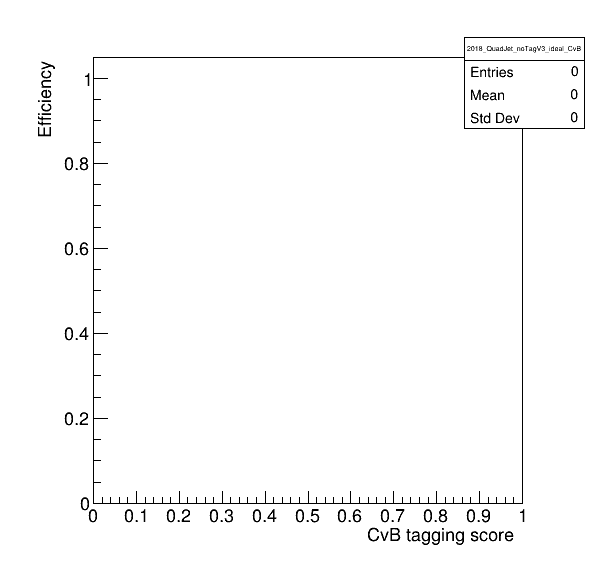 2018_QuadJet_noTagV3_ideal_CvB
Entries 0
Mean 0
Std Dev 0
Efficiency
1
0.8
0.6
0.4
0.2
0
0 0.1 0.2 0.3 0.4 0.5 0.6 0.7 0.8 0.9 1
CvB tagging score